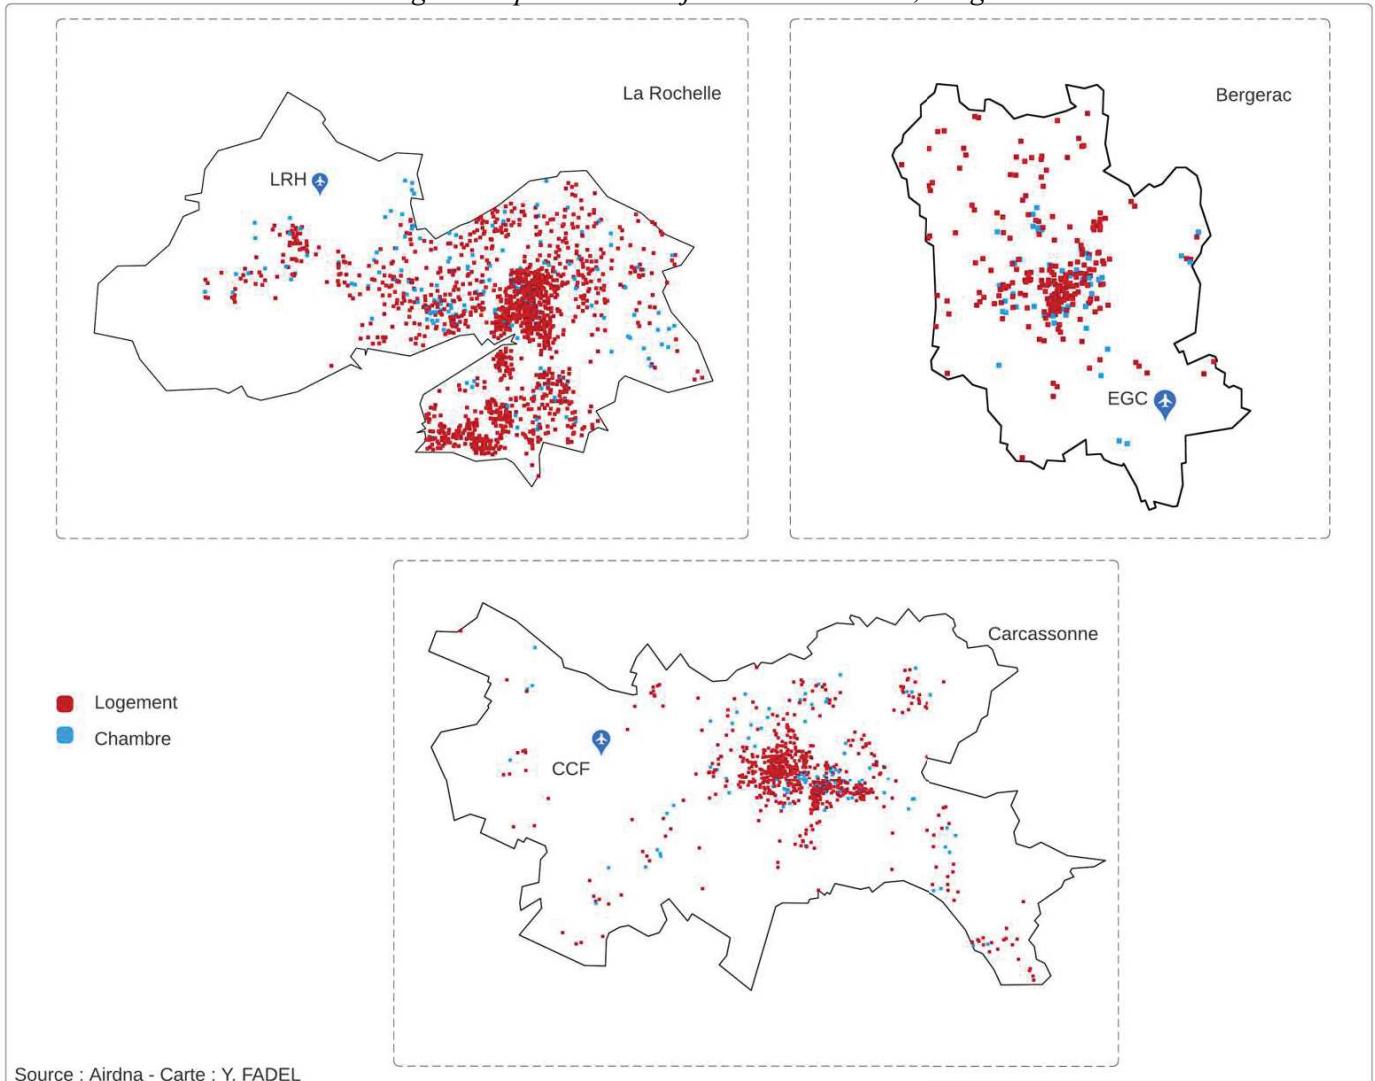 La Rochelle
Bergerac
LRH
EGC
Carcassonne
Logement
Chambre
CCF
Source : Airdna - Carte : Y. FADEL